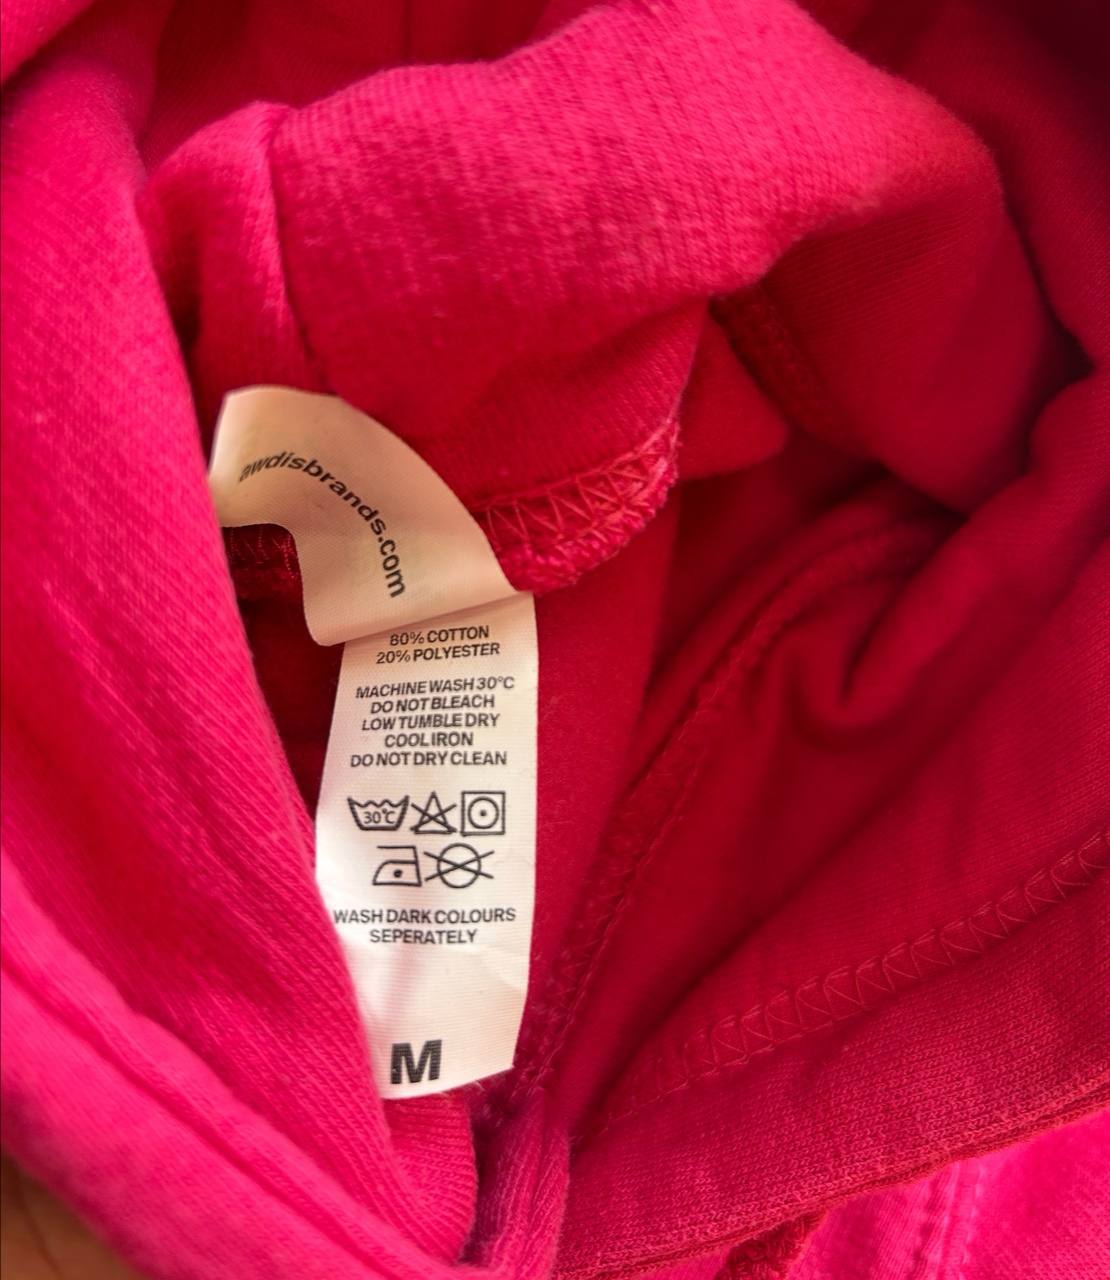 awdisbrands.com
80% COTTON
20% POLYESTER
MACHINE WASH 30°C
DO NOT BLEACH
LOW TUMBLE DRY
COOL IRON
DO NOT DRY CLEAN
30°C
WASH DARK COLOURS
SEPERATELY
M